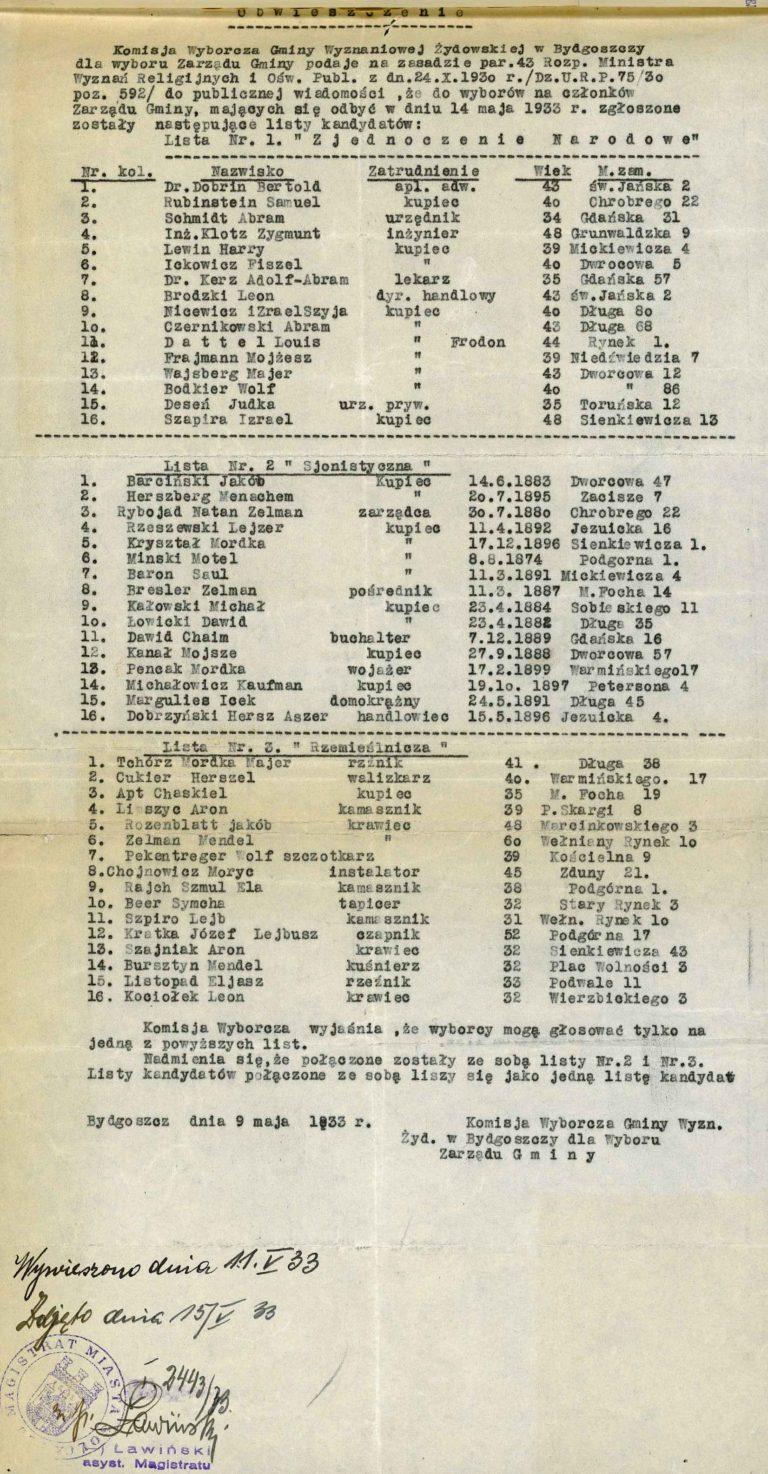 Obwieszczenie
Komisja Wyborcza Gminy Wyznaniowej Żydowskiej w Bydgoszczy
dla wyboru Zarządu Gminy podaje na zasadzie par.43 Rozp. Ministra
Wyznań Religijnych i Ośw. Publ. z dn.24.X.193o r./Dz.U.R.P.75/3o
poz. 592/ do publicznej wiadomości ,że do wyborów na członków
Zarządu Gminy, mających się odbyć w dniu 14 maja 1933 r. zgłoszone
zostały następujące listy kandydatów:
Lista Nr. 1. " Z j e d n o c z e n i e N a r o d o w e"
Nr. kol. Nazwisko Zatrudnienie Wiek M.zam.
1. Dr.Dobrin Bertold apl. adw. 43 św.Jańska 2
2. Rubinstein Samuel kupiec 4o Chrobrego 22
3. Schmidt Abram urzędnik 34 Gdańska 31
4. Inż.Klotz Zygmunt inżynier 48 Grunwaldzka 9
5. Lewin Harry kupiec 39 Mickiewicza 4
6. Ickowicz Fiszel " 4o Dwrocowa 5
7. Dr. Kerz Adolf-Abram lekarz 35 Gdańska 57
8. Brodzki Leon dyr. handlowy 43 św.Jańska 2
9. Nicewicz iZraelSzyja kupiec 4o Długa 8o
1o. Czernikowski Abram " 43 Długa 68
11. D a t t e l Louis " Frodon 44 Rynek 1.
12. Frajmann Mojżesz " 39 Niedźwiedzia 7
13. Wajsberg Majer " 43 Dworcowa 12
14. Bodkier Wolf " 4o " 86
15. Deseń Judka urz. pryw. 35 Toruńska 12
16. Szapira Izrael kupiec 48 Sienkiewicza 13
Lista Nr. 2 " Sjonistyczna "
1. Barciński Jakób Kupiec 14.6.1883 Dworcowa 47
2. Herszberg Menachem " 2o.7.1895 Zacisze 7
3. Rybojad Natan Zelman zarządca 3o.7.188o Chrobrego 22
4. Rzeszewski Lejzer kupiec 11.4.1892 Jezuicka 16
5. Kryształ Mordka " 17.12.1896 Sienkiewicza 1.
6. Minski Motel " 8.8.1874 Podgorna 1.
7. Baron Saul " 11.3.1891 Mickiewicza 4
8. Bresler Zelman pośrednik 11.3. 1887 M.Focha 14
9. Kałowski Michał kupiec 23.4.1884 Sobieskiego 11
1o. Łowicki Dawid " 23.4.1882 Długa 35
11. Dawid Chaim buchalter 7.12.1889 Gdańska 16
12. Kanał Mojsze kupiec 27.9.1888 Dworcowa 57
13. Pencak Mordka wojażer 17.2.1899 Warmińskiego17
14. Michałowicz Kaufman kupiec 19.1o. 1897 Petersona 4
15. Margulies Icek domokrążny 24.5.1891 Długa 45
16. Dobrzyński Hersz Aszer handlowiec 15.5.1896 Jezuicka 4.
Lista Nr. 3. " Rzemieślnicza "
1. Tchórz Mordka Majer rzźnik 41 . Długa 38
2. Cukier Herszel walizkarz 4o. Warmińskiego. 17
3. Apt Chaskiel kupiec 35 M. Focha 19
4. Liwszyc Aron kamasznik 39 P.Skargi 8
5. Rozenblatt jakób krawiec 48 Marcinkowskiego 3
6. Zelman Mendel " 6o Wełniany Rynek 1o
7. Pekentreger Wolf szczotkarz 39 Kościelna 9
8.Chojnowicz Moryc instalator 45 Zduny 21.
9. Rajch Szmul Ela kamasznik 38 Podgórna 1.
1o. Beer Symcha tapicer 32 Stary Rynek 3
11. Szpiro Lejb kamasznik 31 Wełn. Rynek 1o
12. Kratka Józef Lejbusz czapnik 52 Podgórna 17
13. Szajniak Aron krawiec 32 Sienkiewicza 43
14. Bursztyn Mendel kuśnierz 32 Plac Wolności 3
15. Listopad Eljasz rzeźnik 33 Podwale 11
16. Kociołek Leon krawiec 32 Wierzbickiego 3
Komisja Wyborcza wyjaśnia ,że wyborcy mogą głosować tylko na
jedną z powyższych list.
Nadmienia się,że połączone zostały ze sobą listy Nr.2 i Nr.3.
Listy kandydatów połączone ze sobą liszy się jako jedną listę kandydat
Bydgoszcz dnia 9 maja 1933 r. Komisja Wyborcza Gminy Wyzn.
Żyd. w Bydgoszczy dla Wyboru
Zarządu G m i n y
Wywieszono dnia 11.V 33
Zdjęto dnia 15/V 33
I 2443/33.
MAGISTRAT MIASTA
z p. Ławiński
Ławiński
asyst. Magistratu